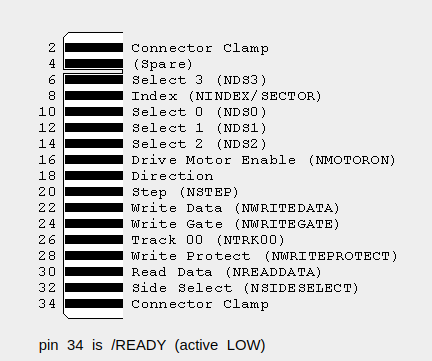 2 Connector Clamp
4 (Spare)
6 Select 3 (NDS3)
8 Index (NINDEX/SECTOR)
10 Select 0 (NDS0)
12 Select 1 (NDS1)
14 Select 2 (NDS2)
16 Drive Motor Enable (NMOTORON)
18 Direction
20 Step (NSTEP)
22 Write Data (NWRITEDATA)
24 Write Gate (NWRITEGATE)
26 Track 00 (NTRK00)
28 Write Protect (NWRITEPROTECT)
30 Read Data (NREADDATA)
32 Side Select (NSIDESELECT)
34 Connector Clamp
pin 34 is /READY (active LOW)